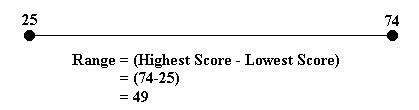 25 74
Range = (Highest Score - Lowest Score)
= (74-25)
= 49